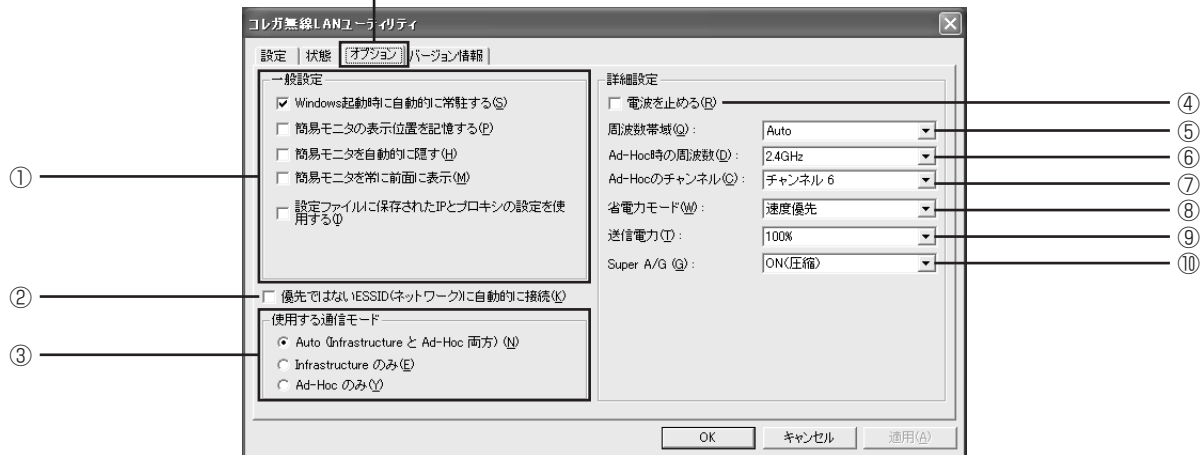 コレガ無線LANユーティリティ
設定 状態 オプション バージョン情報
一般設定
Windows起動時に自動的に常駐する(S)
簡易モニタの表示位置を記憶する(P)
簡易モニタを自動的に隠す(H)
簡易モニタを常に前面に表示(M)
設定ファイルに保存されたIPとプロキシの設定を使
用する(I)
①
優先ではないESSID(ネットワーク)に自動的に接続(K)
②
使用する通信モード
Auto (Infrastructure と Ad-Hoc 両方) (N)
Infrastructure のみ(E)
Ad-Hoc のみ(Y)
③
詳細設定
電波を止める(R) ④
周波数帯域(Q): Auto ⑤
Ad-Hoc時の周波数(D): 2.4GHz ⑥
Ad-Hocのチャンネル(C): チャンネル 6 ⑦
省電力モード(W): 速度優先 ⑧
送信電力(T): 100% ⑨
Super A/G (G): ON(圧縮) ⑩
OK キャンセル 適用(A)